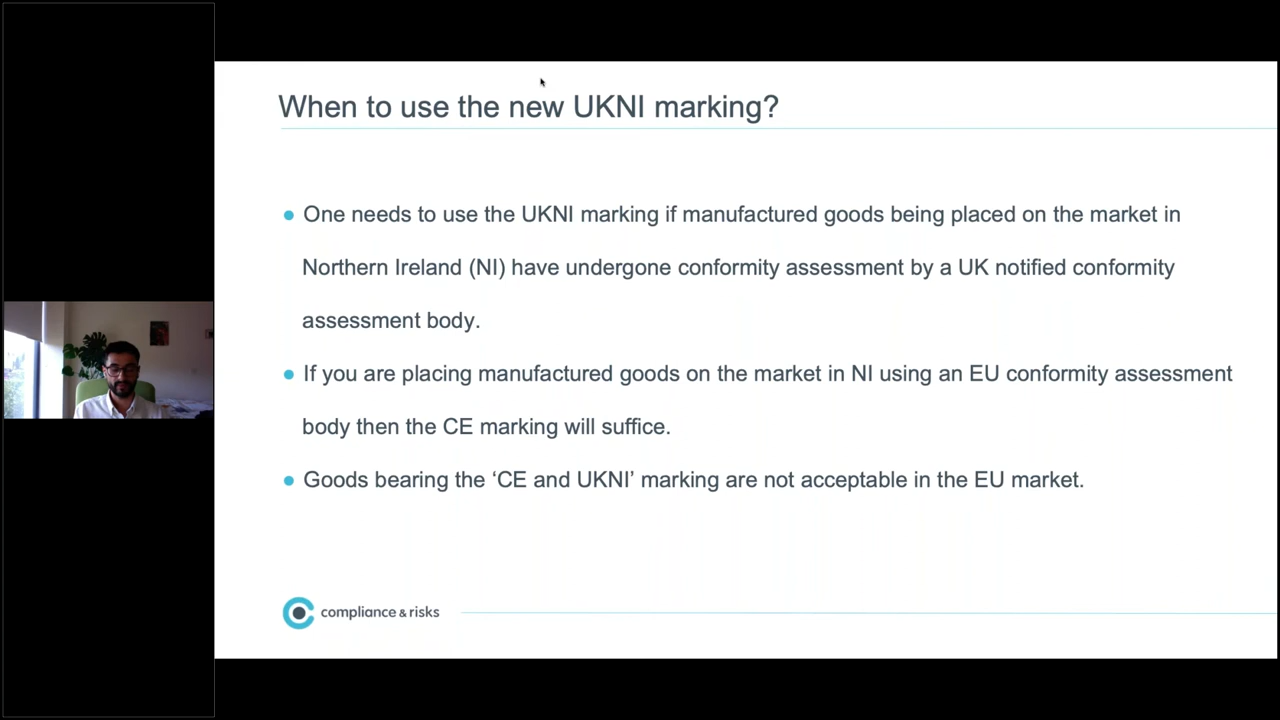 When to use the new UKNI marking?
● One needs to use the UKNI marking if manufactured goods being placed on the market in
Northern Ireland (NI) have undergone conformity assessment by a UK notified conformity
assessment body.
● If you are placing manufactured goods on the market in NI using an EU conformity assessment
body then the CE marking will suffice.
● Goods bearing the ‘CE and UKNI’ marking are not acceptable in the EU market.
compliance & risks